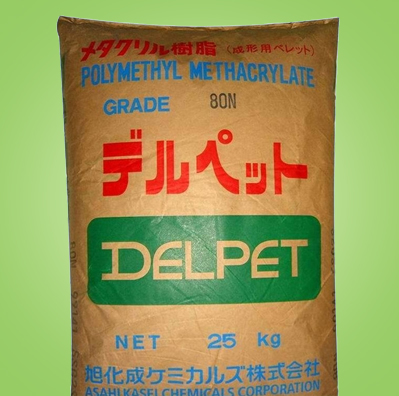 メタクリル樹脂（成形用ペレット）
POLYMETHYL METHACRYLATE
GRADE 80N
デルペット
DELPET
NET 25 kg
旭化成ケミカルズ株式会社
ASAHI KASEI CHEMICALS CORPORATION